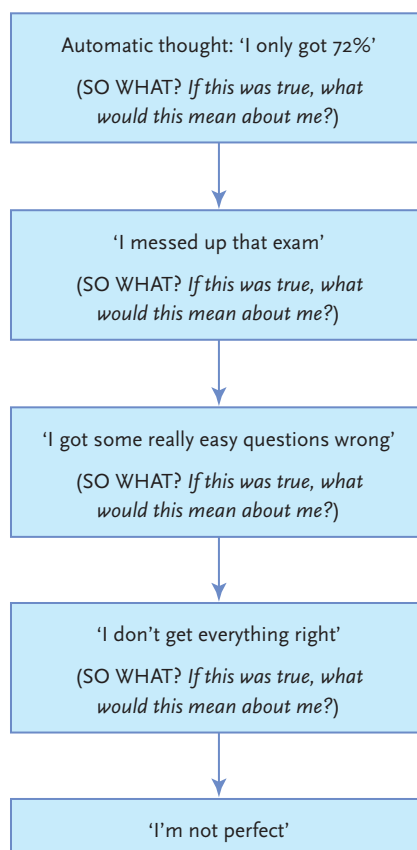 Automatic thought: ‘I only got 72%’
(SO WHAT? If this was true, what
would this mean about me?)
‘I messed up that exam’
(SO WHAT? If this was true, what
would this mean about me?)
‘I got some really easy questions wrong’
(SO WHAT? If this was true, what
would this mean about me?)
‘I don’t get everything right’
(SO WHAT? If this was true, what
would this mean about me?)
‘I’m not perfect’